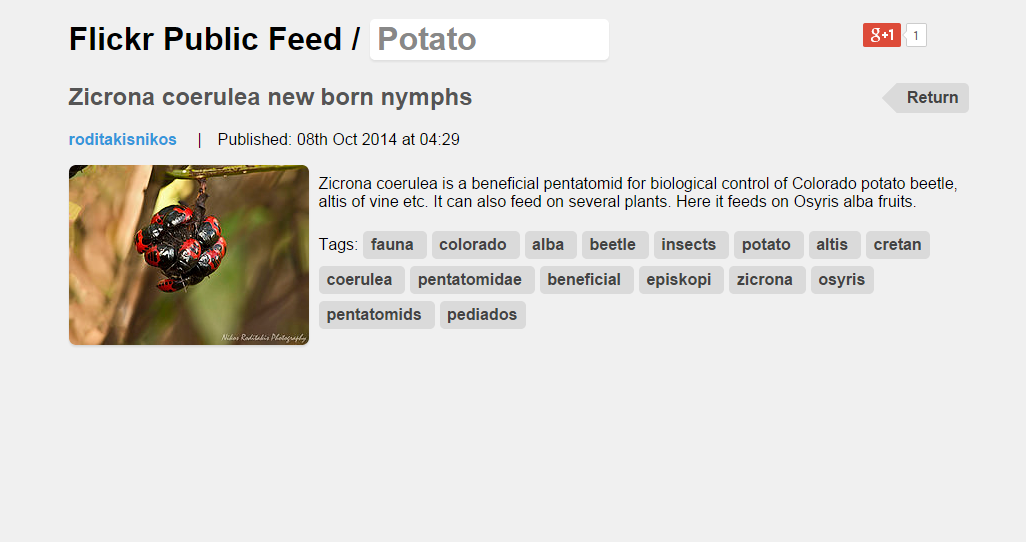 Flickr Public Feed / Potato
g+1 1
Zicrona coerulea new born nymphs
Return
roditakisnikos | Published: 08th Oct 2014 at 04:29
Zicrona coerulea is a beneficial pentatomid for biological control of Colorado potato beetle,
altis of vine etc. It can also feed on several plants. Here it feeds on Osyris alba fruits.
Tags: fauna colorado alba beetle insects potato altis cretan
coerulea pentatomidae beneficial episkopi zicrona osyris
pentatomids pediados
Nikos Roditakis Photography